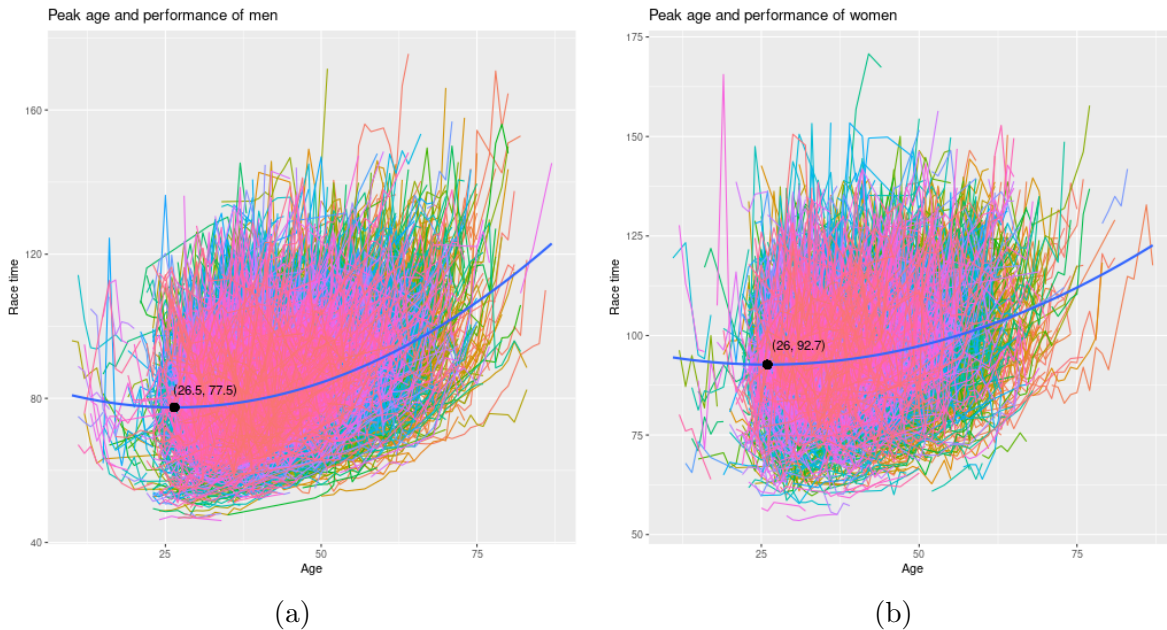 Peak age and performance of men
160
120
80
40
Race time
(26.5, 77.5)
25
50
75
Age
(a)
Peak age and performance of women
175
150
125
100
75
50
Race time
(26, 92.7)
25
50
75
Age
(b)